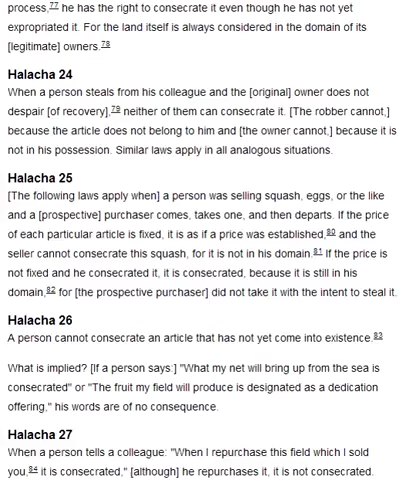 process,77 he has the right to consecrate it even though he has not yet
expropriated it. For the land itself is always considered in the domain of its
[legitimate] owners.78
Halacha 24
When a person steals from his colleague and the [original] owner does not
despair [of recovery],79 neither of them can consecrate it. [The robber cannot,]
because the article does not belong to him and [the owner cannot,] because it is
not in his possession. Similar laws apply in all analogous situations.
Halacha 25
[The following laws apply when] a person was selling squash, eggs, or the like
and a [prospective] purchaser comes, takes one, and then departs. If the price
of each particular article is fixed, it is as if a price was established,80 and the
seller cannot consecrate this squash, for it is not in his domain.81 If the price is
not fixed and he consecrated it, it is consecrated, because it is still in his
domain,82 for [the prospective purchaser] did not take it with the intent to steal it.
Halacha 26
A person cannot consecrate an article that has not yet come into existence.83
What is implied? [If a person says:] "What my net will bring up from the sea is
consecrated" or "The fruit my field will produce is designated as a dedication
offering," his words are of no consequence.
Halacha 27
When a person tells a colleague: "When I repurchase this field which I sold
you,84 it is consecrated," [although] he repurchases it, it is not consecrated.